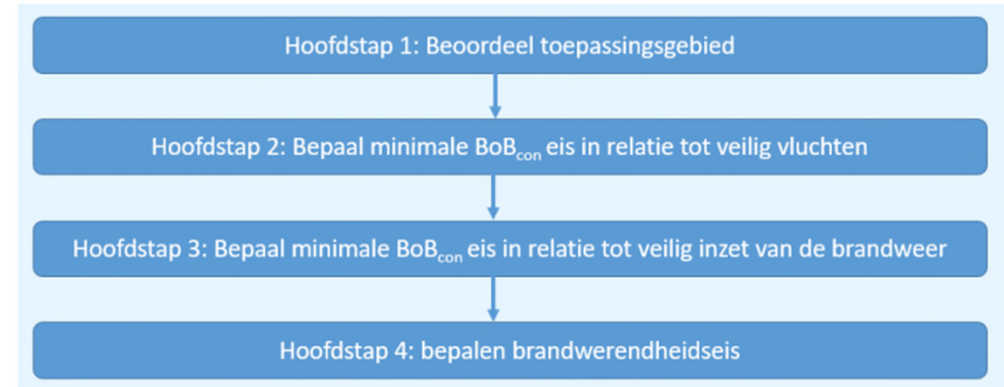 Hoofdstap 1: Beoordeel toepassingsgebied
Hoofdstap 2: Bepaal minimale BoBcon eis in relatie tot veilig vluchten
Hoofdstap 3: Bepaal minimale BoBcon eis in relatie tot veilig inzet van de brandweer
Hoofdstap 4: bepalen brandwerendheidseis